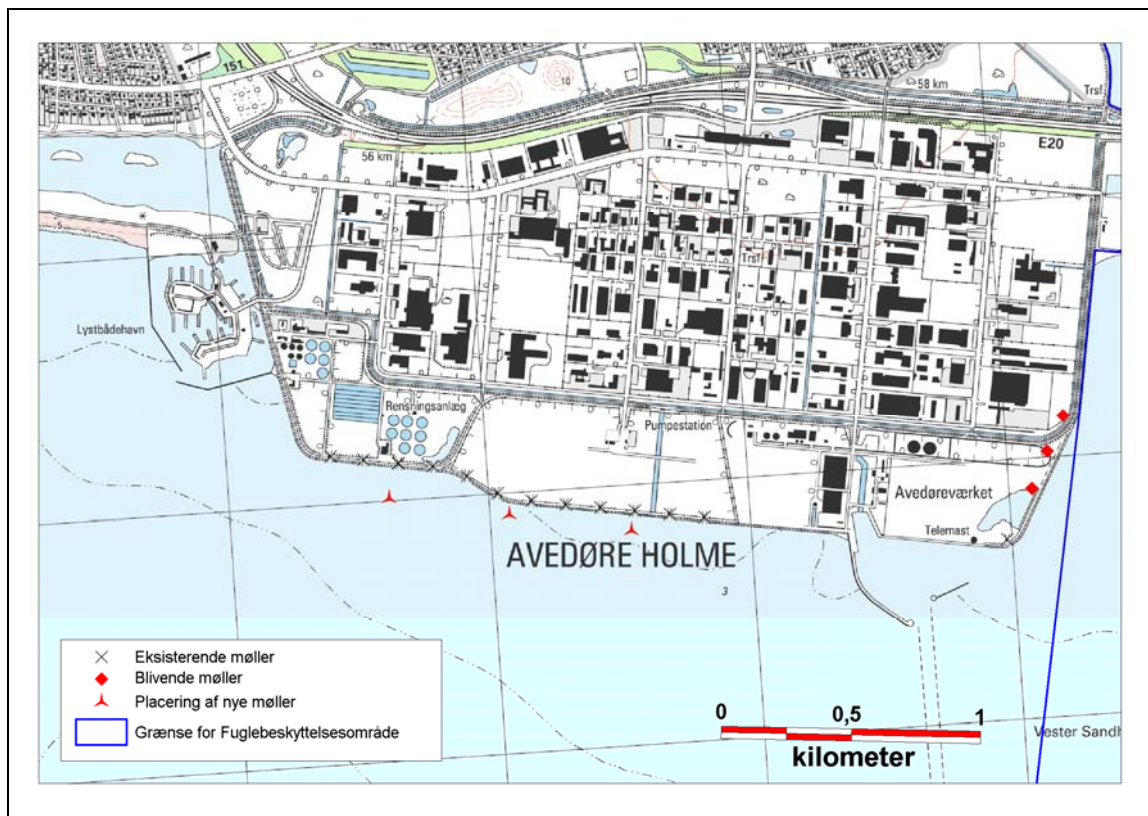 151
10
58 km
Trsf.
56 km
E20
5
Trsf.
Lystbådehavn
Rensningsanlæg
Pumpestation
Avedøreværket
Telemast
AVEDØRE HOLME
3
Eksisterende møller
Blivende møller
Placering af nye møller
Grænse for Fuglebeskyttelsesområde
0 0,5 1
kilometer
Vester Sandh